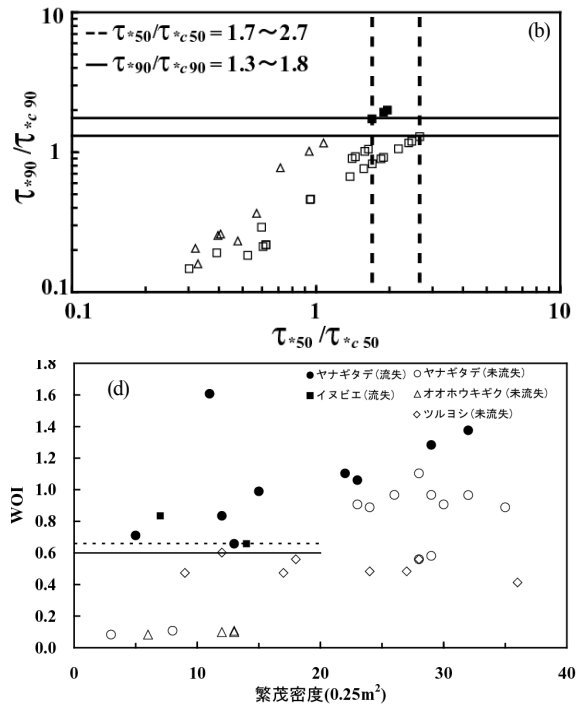 10
(b)
τ*50/τ*c50 = 1.7～2.7
τ*90/τ*c90 = 1.3～1.8
1
0.1
τ*90/τ*c 90
0.1
1
10
τ*50/τ*c 50
1.8
(d)
ヤナギタデ(流失)
ヤナギタデ(未流失)
1.6
イヌビエ(流失)
オオホウキギク(未流失)
1.4
ツルヨシ(未流失)
1.2
1.0
0.8
0.6
0.4
0.2
0.0
WOI
0
10
20
30
40
繁茂密度(0.25m²)